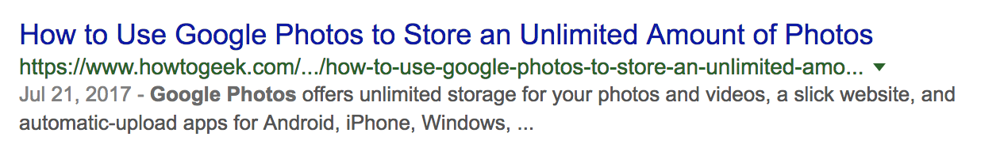 How to Use Google Photos to Store an Unlimited Amount of Photos
https://www.howtogeek.com/.../how-to-use-google-photos-to-store-an-unlimited-amo...
Jul 21, 2017 - Google Photos offers unlimited storage for your photos and videos, a slick website, and
automatic-upload apps for Android, iPhone, Windows, ...